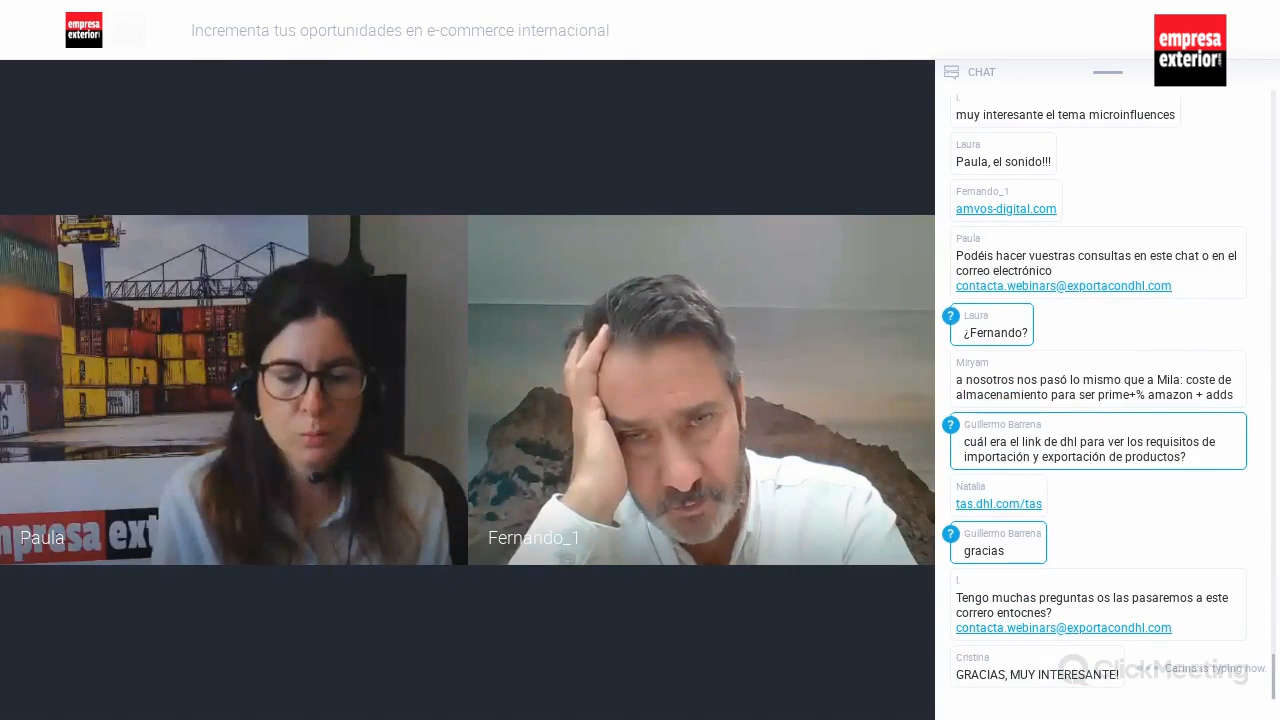 empresa
exterior
Incrementa tus oportunidades en e-commerce internacional
empresa
exterior
CHAT
muy interesante el tema microinfluences
Laura
Paula, el sonido!!!
Fernando_1
amvos-digital.com
Paula
Podéis hacer vuestras consultas en este chat o en el
correo electrónico
contacta.webinars@exportacondhl.com
?
Laura
¿Fernando?
Miryam
a nosotros nos pasó lo mismo que a Mila: coste de
almacenamiento para ser prime+% amazon + adds
?
Guillermo Barrena
cuál era el link de dhl para ver los requisitos de
importación y exportación de productos?
Natalia
tas.dhl.com/tas
?
Guillermo Barrena
gracias
I.
Tengo muchas preguntas os las pasaremos a este
correro entocnes?
contacta.webinars@exportacondhl.com
Cristina
GRACIAS, MUY INTERESANTE!
Carina is typing now.
ClickMeeting
mpresa ext
Paula
Fernando_1